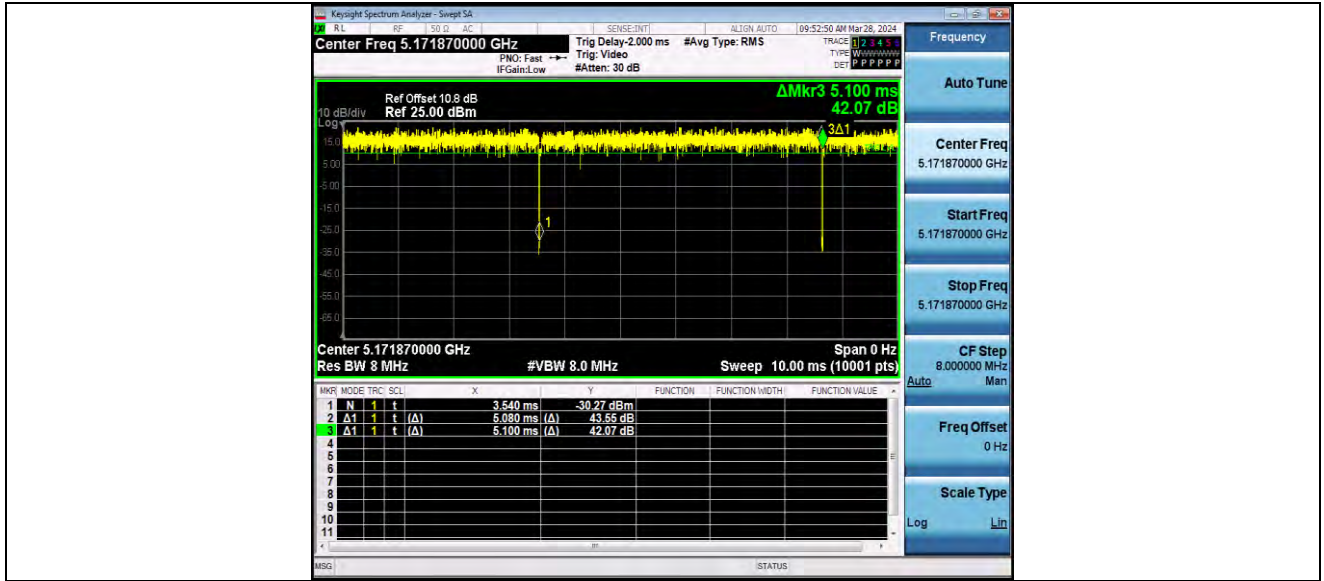 Keysight Spectrum Analyzer - Swept SA
RL RF 50 Ω AC SENSE:INT ALIGN AUTO 09:52:50 AM Mar 28, 2024
Center Freq 5.171870000 GHz
PNO: Fast
IFGain:Low
Trig Delay-2.000 ms
Trig: Video
#Atten: 30 dB
#Avg Type: RMS
TRACE 1 2 3 4 5 6
TYPE W
DET P P P P P P
ΔMkr3 5.100 ms
42.07 dB
Ref Offset 10.8 dB
10 dB/div Ref 25.00 dBm
Log
15.0
5.00
-5.00
-15.0
-25.0
-35.0
-45.0
-55.0
-65.0
3Δ1
1
Center 5.171870000 GHz Span 0 Hz
Res BW 8 MHz #VBW 8.0 MHz Sweep 10.00 ms (10001 pts)
MKR MODE TRC SCL X Y FUNCTION FUNCTION WIDTH FUNCTION VALUE
1 N 1 t 3.540 ms -30.27 dBm
2 Δ1 1 t (Δ) 5.080 ms (Δ) 43.55 dB
3 Δ1 1 t (Δ) 5.100 ms (Δ) 42.07 dB
4
5
6
7
8
9
10
11
MSG STATUS
Frequency
Auto Tune
Center Freq
5.171870000 GHz
Start Freq
5.171870000 GHz
Stop Freq
5.171870000 GHz
CF Step
8.000000 MHz
Auto Man
Freq Offset
0 Hz
Scale Type
Log Lin